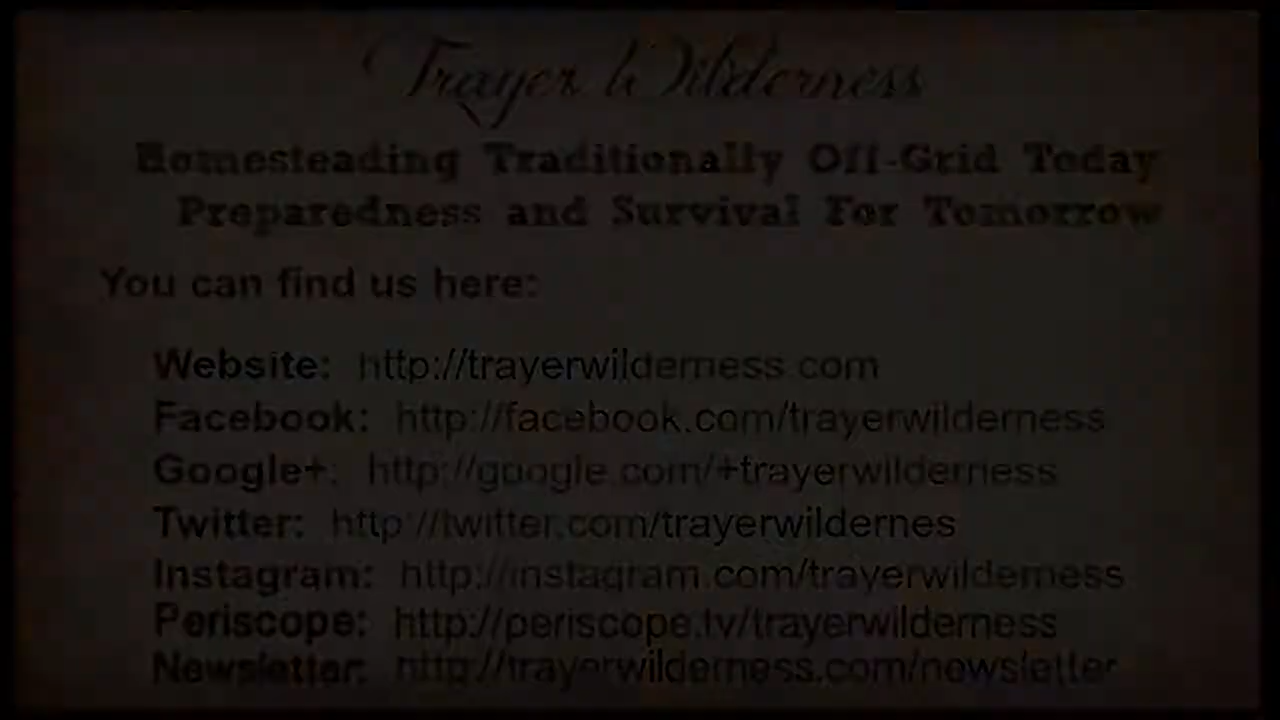 Trayer Wilderness
Homesteading Traditionally Off-Grid Today
Preparedness and Survival For Tomorrow
You can find us here:
Website: http://trayerwilderness.com
Facebook: http://facebook.com/trayerwilderness
Google+: http://google.com/+trayerwilderness
Twitter: http://twitter.com/trayerwildernes
Instagram: http://instagram.com/trayerwilderness
Periscope: http://periscope.tv/trayerwilderness
Newsletter: http://trayerwilderness.com/newsletter